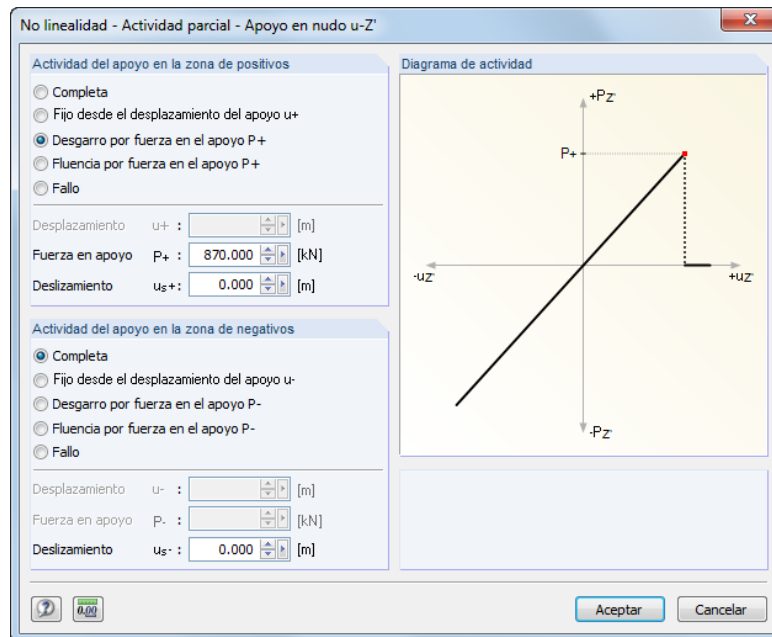 No linealidad - Actividad parcial - Apoyo en nudo u-Z'
Actividad del apoyo en la zona de positivos
Completa
Fijo desde el desplazamiento del apoyo u+
Desgarro por fuerza en el apoyo P+
Fluencia por fuerza en el apoyo P+
Fallo
Desplazamiento u+ : [m]
Fuerza en apoyo P+ : 870.000 [kN]
Deslizamiento us+: 0.000 [m]
Actividad del apoyo en la zona de negativos
Completa
Fijo desde el desplazamiento del apoyo u-
Desgarro por fuerza en el apoyo P-
Fluencia por fuerza en el apoyo P-
Fallo
Desplazamiento u- : [m]
Fuerza en apoyo P- : [kN]
Deslizamiento us- : 0.000 [m]
Diagrama de actividad
+PZ'
P+
-uZ'
+uZ'
-PZ'
0.00
Aceptar
Cancelar